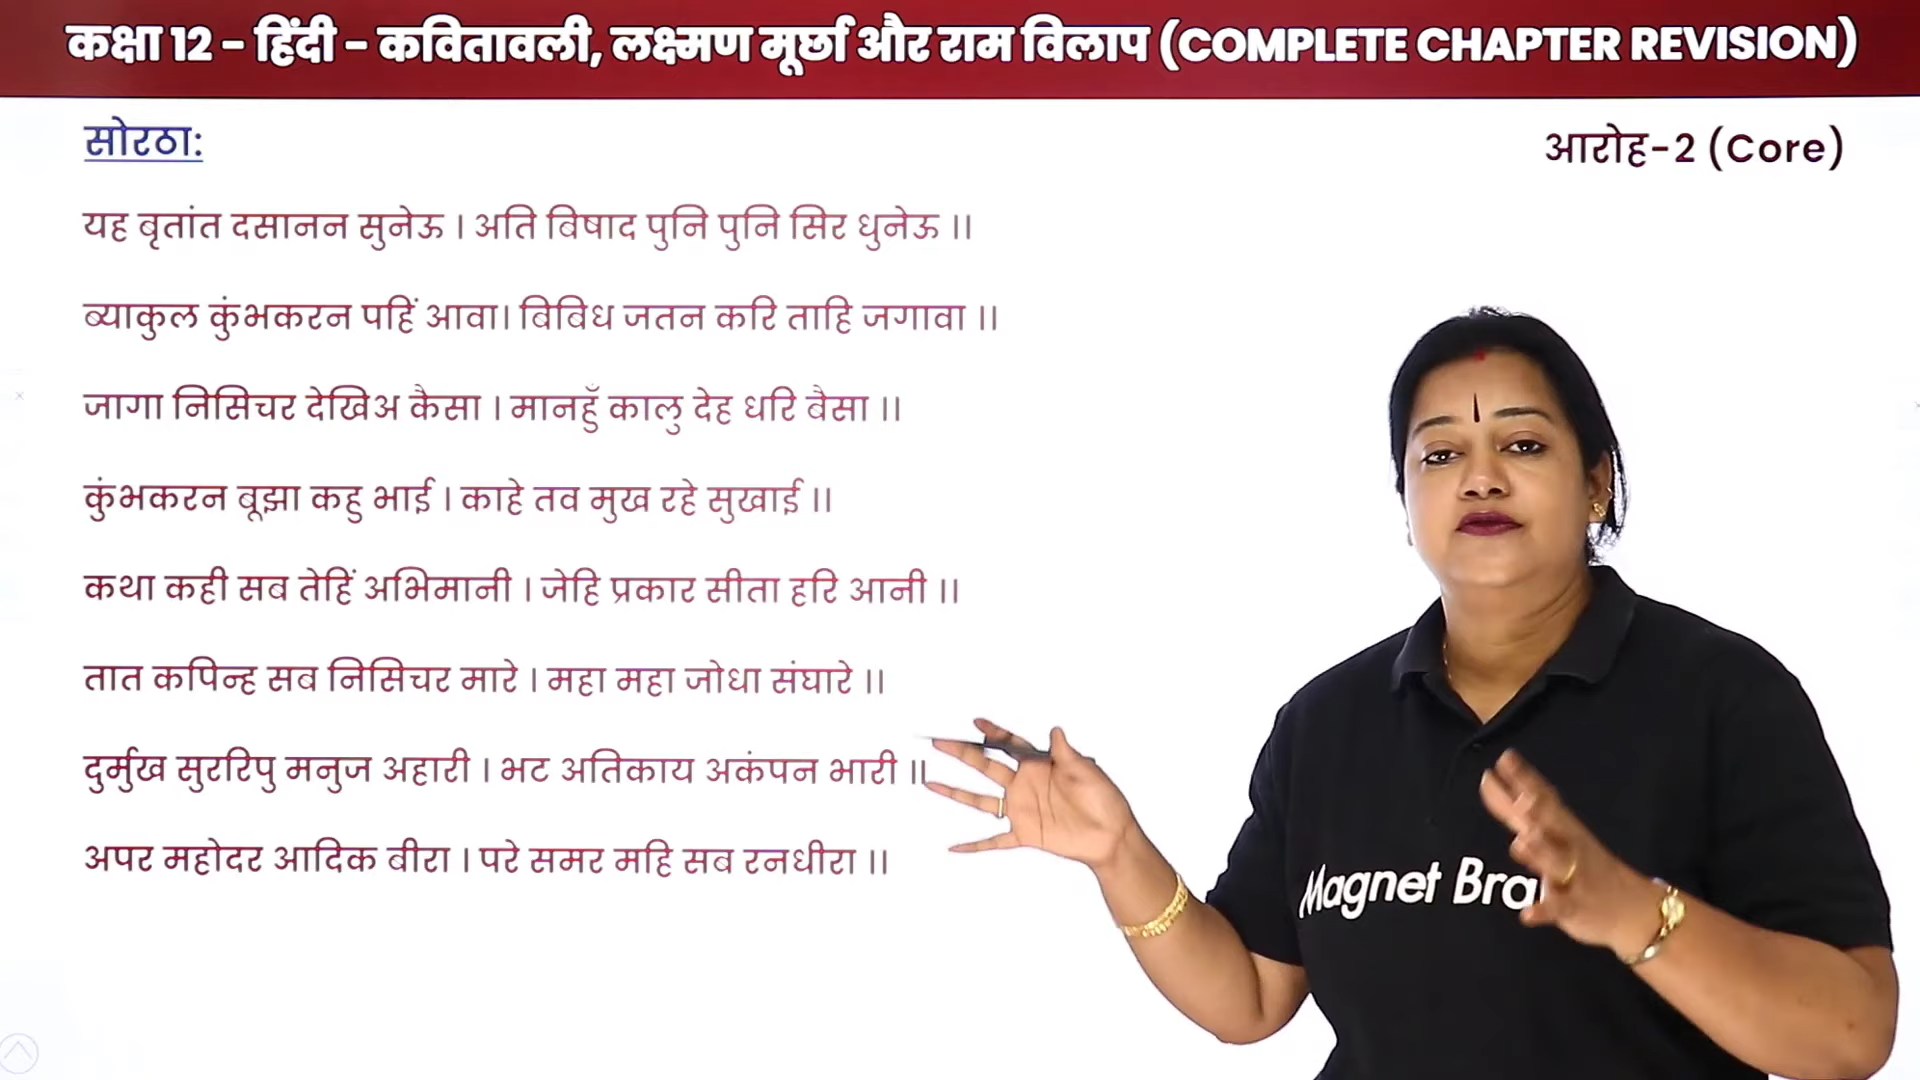 कक्षा 12 - हिंदी - कवितावली, लक्ष्मण मूर्छा और राम विलाप (COMPLETE CHAPTER REVISION)
सोरठा:
आरोह-2 (Core)
यह बृतांत दसानन सुनेऊ । अति बिषाद पुनि पुनि सिर धुनेऊ ।।
ब्याकुल कुंभकरन पहिं आवा। बिबिध जतन करि ताहि जगावा ।।
जागा निसिचर देखिअ कैसा । मानहुँ कालु देह धरि बैसा ।।
कुंभकरन बूझा कहु भाई । काहे तव मुख रहे सुखाई ।।
कथा कही सब तेहिं अभिमानी । जेहि प्रकार सीता हरि आनी ।।
तात कपिन्ह सब निसिचर मारे । महा महा जोधा संघारे ।।
दुर्मुख सुररिपु मनुज अहारी । भट अतिकाय अकंपन भारी ।।
अपर महोदर आदिक बीरा । परे समर महि सब रनधीरा ।।
Magnet Bra